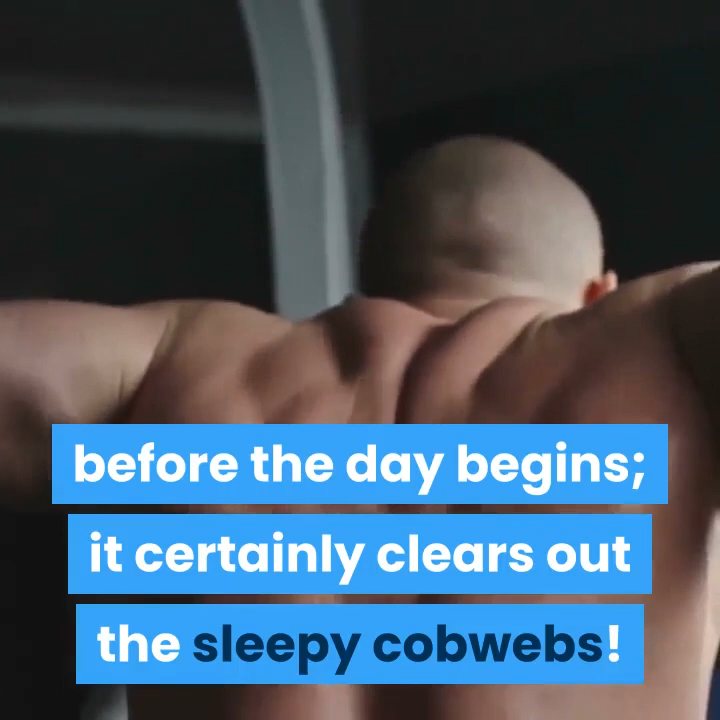 before the day begins;
it certainly clears out
the sleepy cobwebs!